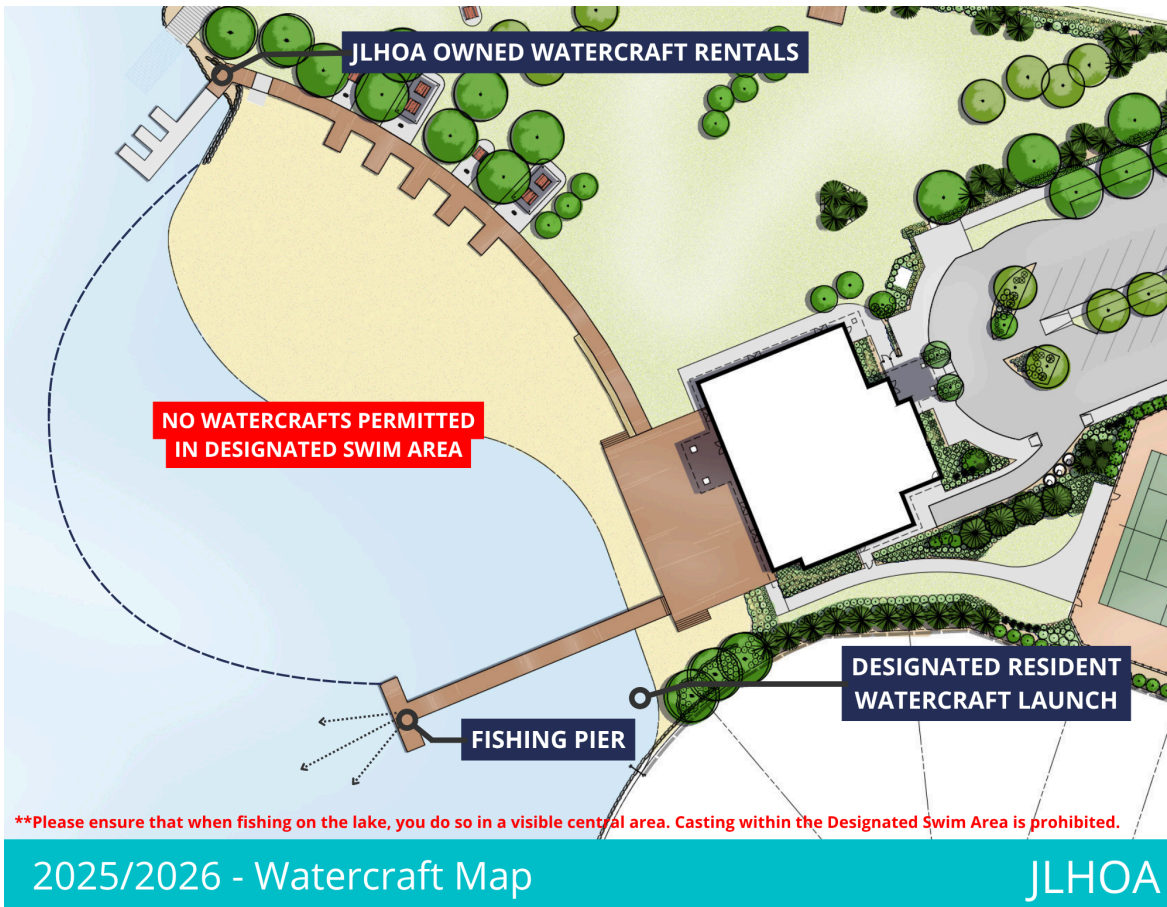 JLHOA OWNED WATERCRAFT RENTALS
NO WATERCRAFTS PERMITTED
IN DESIGNATED SWIM AREA
DESIGNATED RESIDENT
WATERCRAFT LAUNCH
FISHING PIER
**Please ensure that when fishing on the lake, you do so in a visible central area. Casting within the Designated Swim Area is prohibited.
2025/2026 - Watercraft Map
JLHOA